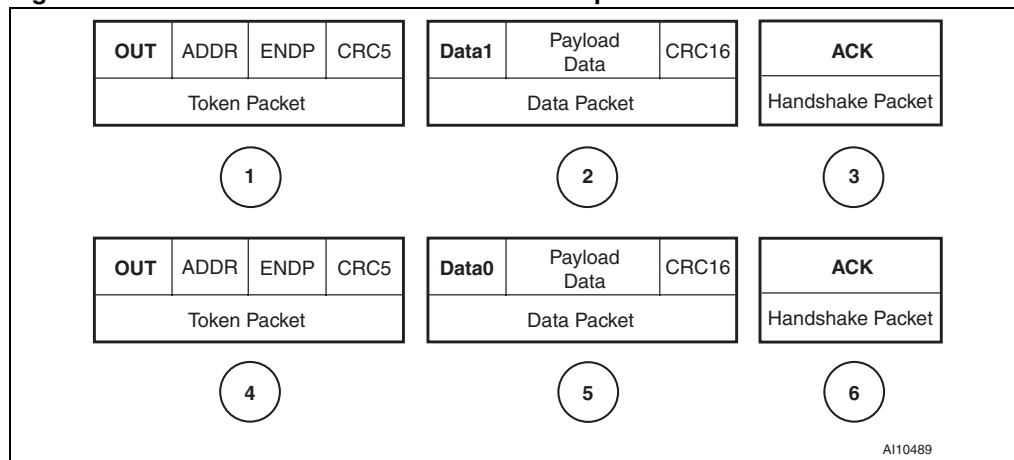 OUT ADDR ENDP CRC5 Data1 Payload Data CRC16 ACK
Token Packet Data Packet Handshake Packet
1 2 3
OUT ADDR ENDP CRC5 Data0 Payload Data CRC16 ACK
Token Packet Data Packet Handshake Packet
4 5 6
AI10489